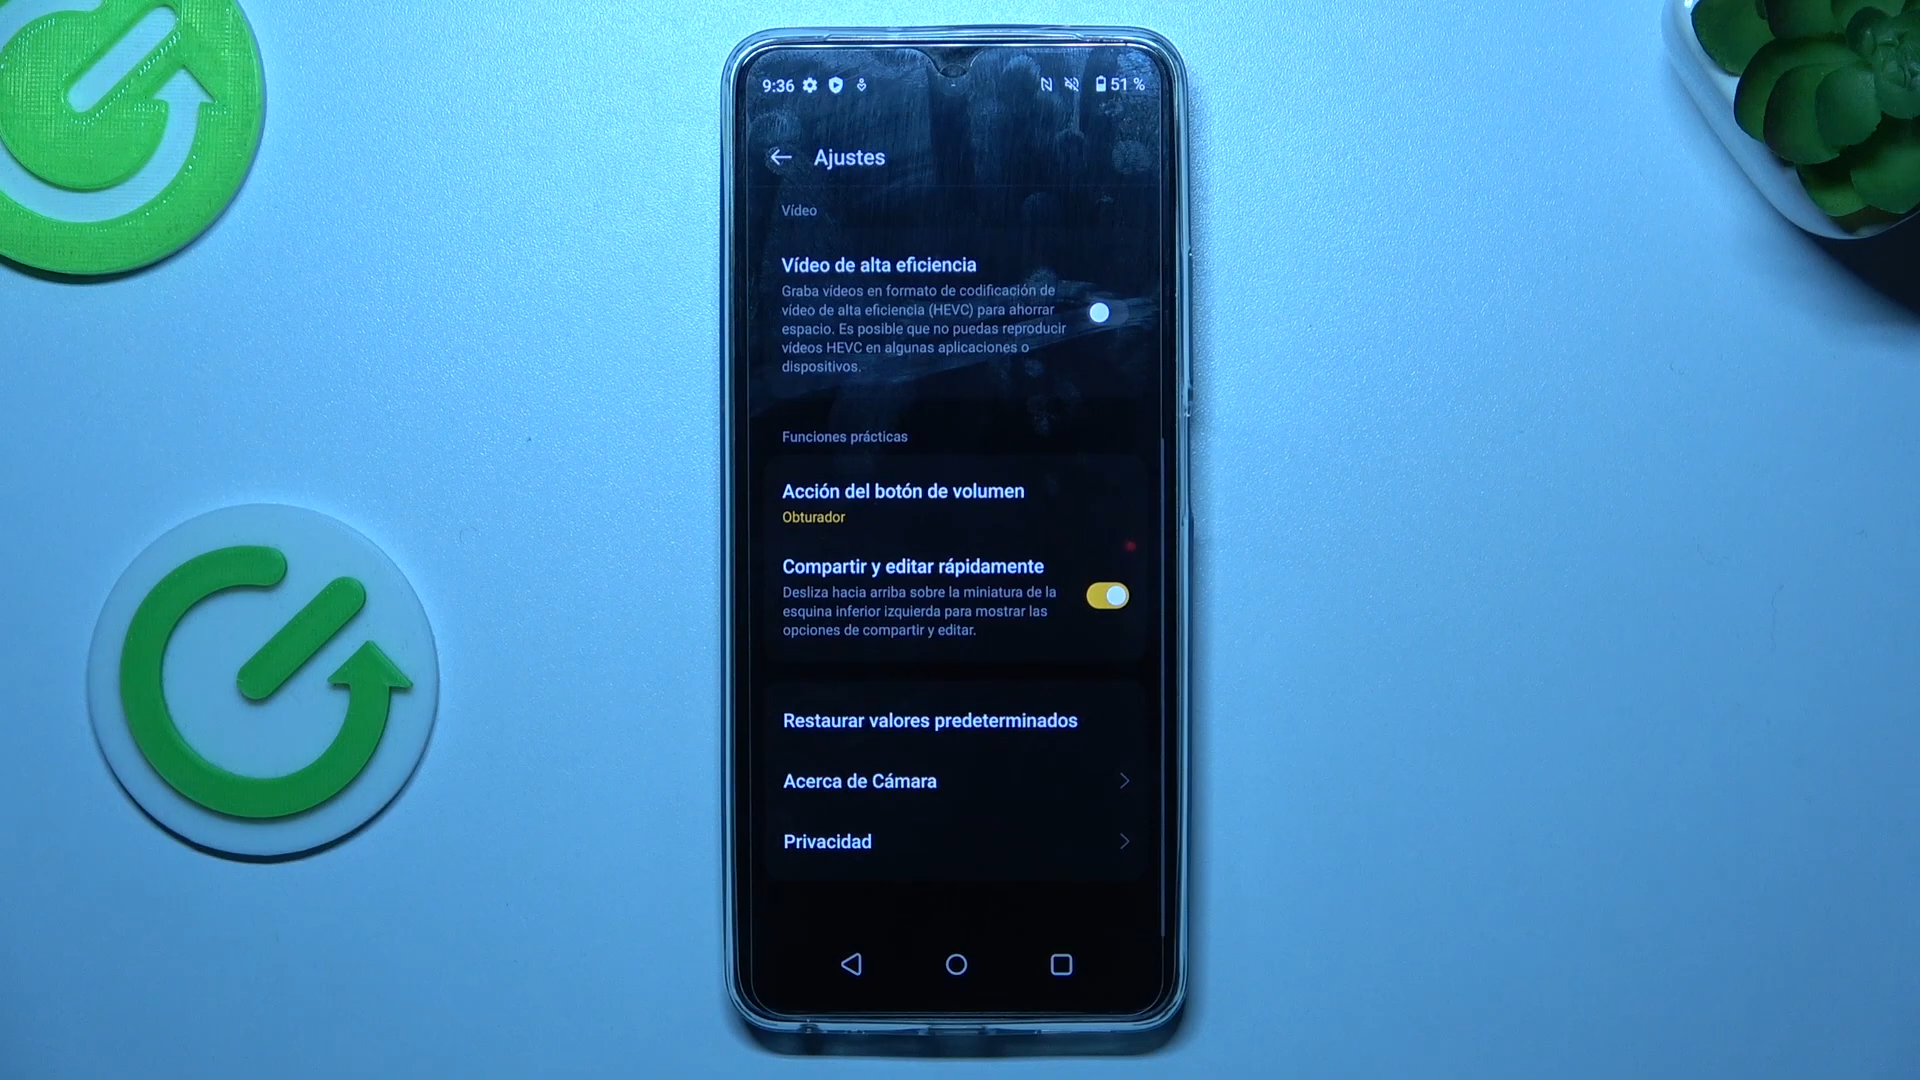 9:36 51 %
Ajustes
Vídeo
Vídeo de alta eficiencia
Graba vídeos en formato de codificación de
vídeo de alta eficiencia (HEVC) para ahorrar
espacio. Es posible que no puedas reproducir
vídeos HEVC en algunas aplicaciones o
dispositivos.
Funciones prácticas
Acción del botón de volumen
Obturador
Compartir y editar rápidamente
Desliza hacia arriba sobre la miniatura de la
esquina inferior izquierda para mostrar las
opciones de compartir y editar.
Restaurar valores predeterminados
Acerca de Cámara
Privacidad